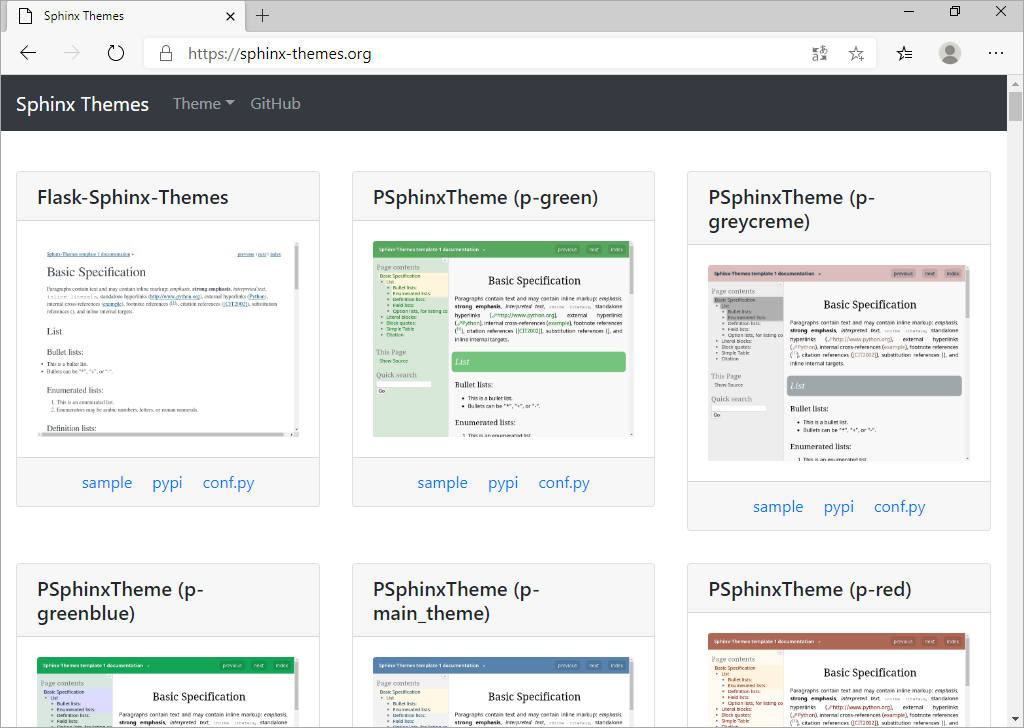 Sphinx Themes
https://sphinx-themes.org
Sphinx Themes Theme GitHub
Flask-Sphinx-Themes
Sphinx-Themes template 1 documentation »
previous | next | index
Basic Specification
Paragraphs contain text and may contain inline markup: emphasis, strong emphasis, interpreted text,
inline literals, standalone hyperlinks (http://www.python.org), external hyperlinks (Python),
internal cross-references (example), footnote references ([1]), citation references ([CIT2002]), substitution
references (), and inline internal targets.
List
Bullet lists:
• This is a bullet list.
• Bullets can be "*", "+", or "-".
Enumerated lists:
1. This is an enumerated list.
2. Enumerators may be arabic numbers, letters, or roman numerals.
Definition lists:
sample pypi conf.py
PSphinxTheme (p-green)
Sphinx-Themes template 1 documentation »
previous next index
Page contents
Basic Specification
List
Bullet lists:
Enumerated lists:
Definition lists:
Field lists:
Option lists, for listing co
Literal blocks:
Block quotes:
Simple Table
Citation
This Page
Show Source
Quick search
Go
Basic Specification
Paragraphs contain text and may contain inline markup: emphasis,
strong emphasis, interpreted text, inline literals, standalone
hyperlinks (http://www.python.org), external hyperlinks
(Python), internal cross-references (example), footnote references
([1]), citation references ([CIT2002]), substitution references (), and
inline internal targets.
List
Bullet lists:
• This is a bullet list.
• Bullets can be "*", "+", or "-".
Enumerated lists:
1. This is an enumerated list.
sample pypi conf.py
PSphinxTheme (p-
greycreme)
Sphinx-Themes template 1 documentation »
previous next index
Page contents
Basic Specification
List
Bullet lists:
Enumerated lists:
Definition lists:
Field lists:
Option lists, for listing co
Literal blocks:
Block quotes:
Simple Table
Citation
This Page
Show Source
Quick search
Go
Basic Specification
Paragraphs contain text and may contain inline markup: emphasis,
strong emphasis, interpreted text, inline literals, standalone
hyperlinks (http://www.python.org), external hyperlinks
(Python), internal cross-references (example), footnote references
([1]), citation references ([CIT2002]), substitution references (), and
inline internal targets.
List
Bullet lists:
• This is a bullet list.
• Bullets can be "*", "+", or "-".
Enumerated lists:
1. This is an enumerated list.
sample pypi conf.py
PSphinxTheme (p-
greenblue)
Sphinx-Themes template 1 documentation »
previous next index
Page contents
Basic Specification
List
Bullet lists:
Enumerated lists:
Definition lists:
Field lists:
Basic Specification
Paragraphs contain text and may contain inline markup: emphasis,
strong emphasis, interpreted text, inline literals, standalone
PSphinxTheme (p-
main_theme)
Sphinx-Themes template 1 documentation »
previous next index
Page contents
Basic Specification
List
Bullet lists:
Enumerated lists:
Definition lists:
Field lists:
Basic Specification
Paragraphs contain text and may contain inline markup: emphasis,
strong emphasis, interpreted text, inline literals, standalone
PSphinxTheme (p-red)
Sphinx-Themes template 1 documentation »
previous next index
Page contents
Basic Specification
List
Bullet lists:
Enumerated lists:
Definition lists:
Field lists:
Option lists, for listing co
Literal blocks:
Block quotes:
Basic Specification
Paragraphs contain text and may contain inline markup: emphasis,
strong emphasis, interpreted text, inline literals, standalone
hyperlinks (http://www.python.org), external hyperlinks
(Python), internal cross-references (example), footnote references